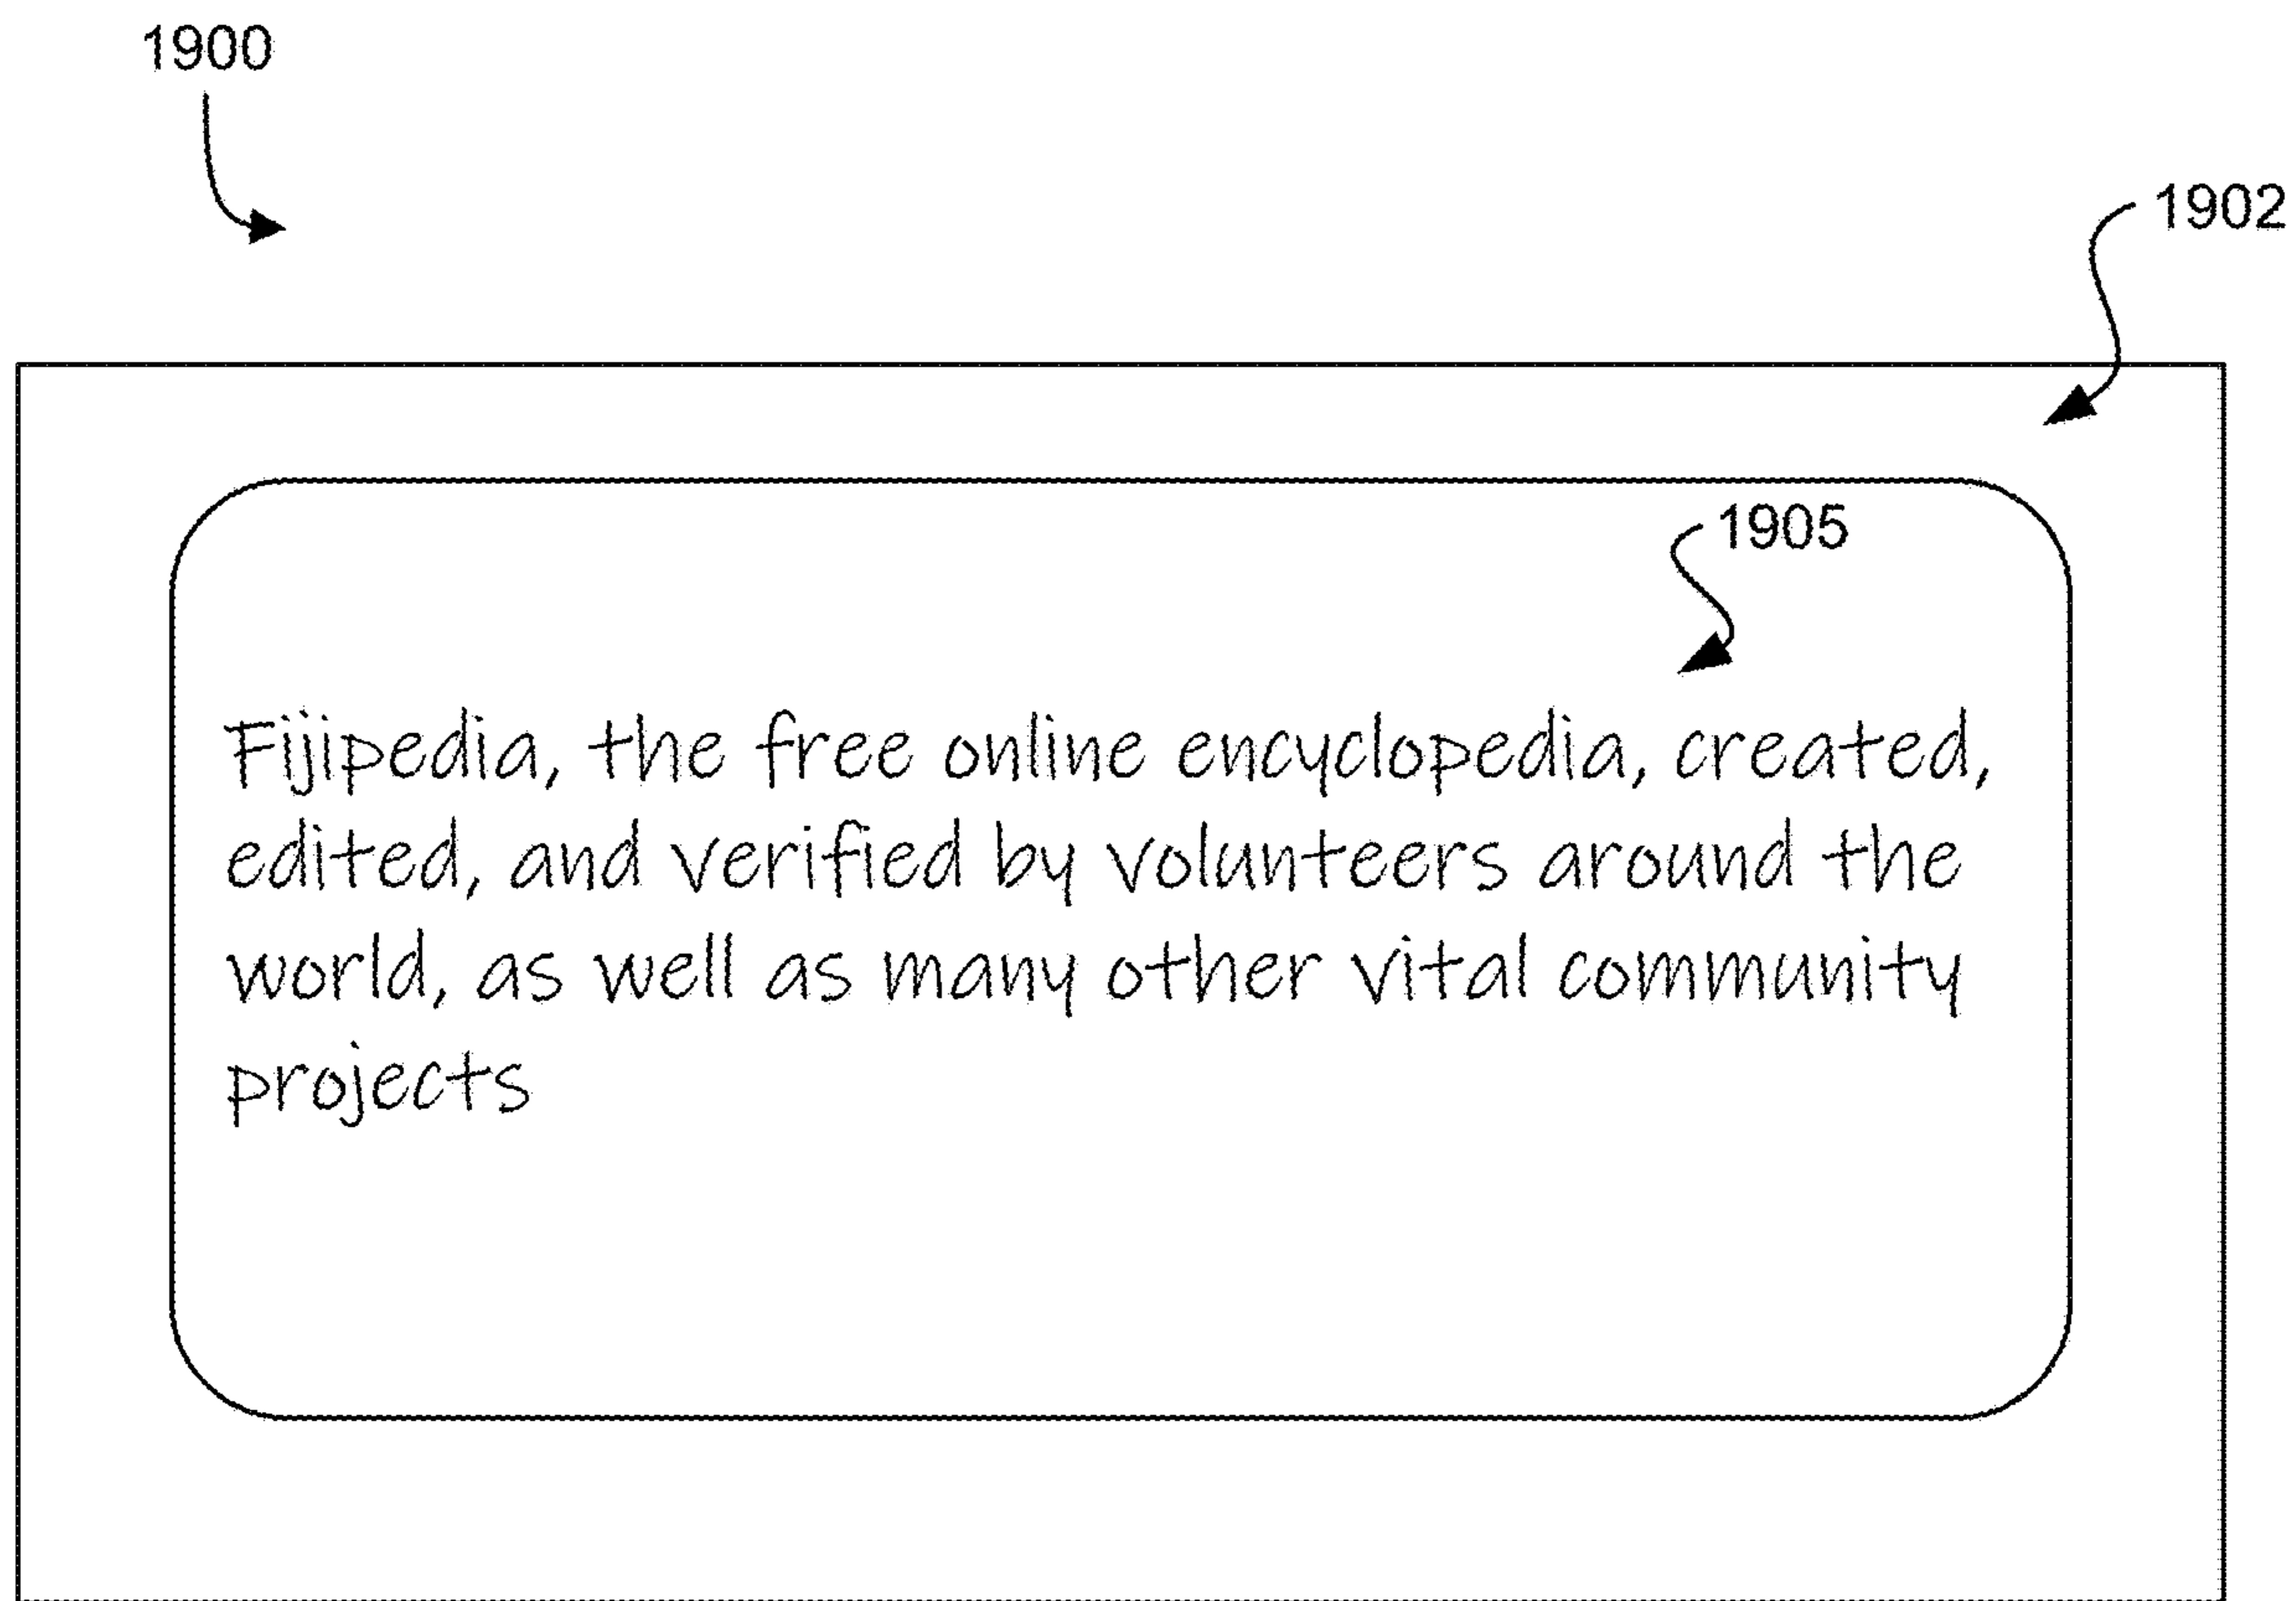 1900
1902
1905
Fijipedia, the free online encyclopedia, created,
edited, and verified by volunteers around the
world, as well as many other vital community
projects